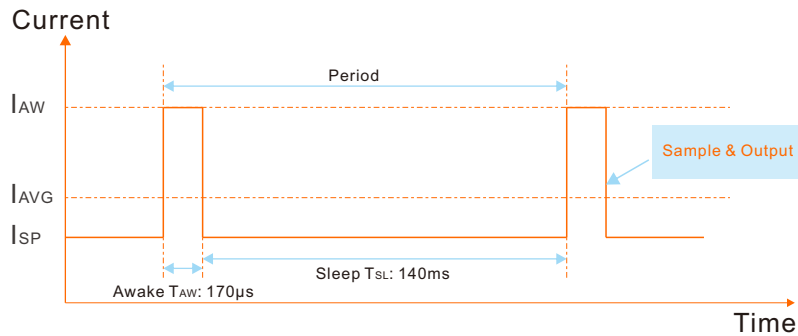 Current
Period
IAW
Sample & Output
IAVG
ISP
Sleep TSL: 140ms
Awake TAW: 170μs
Time